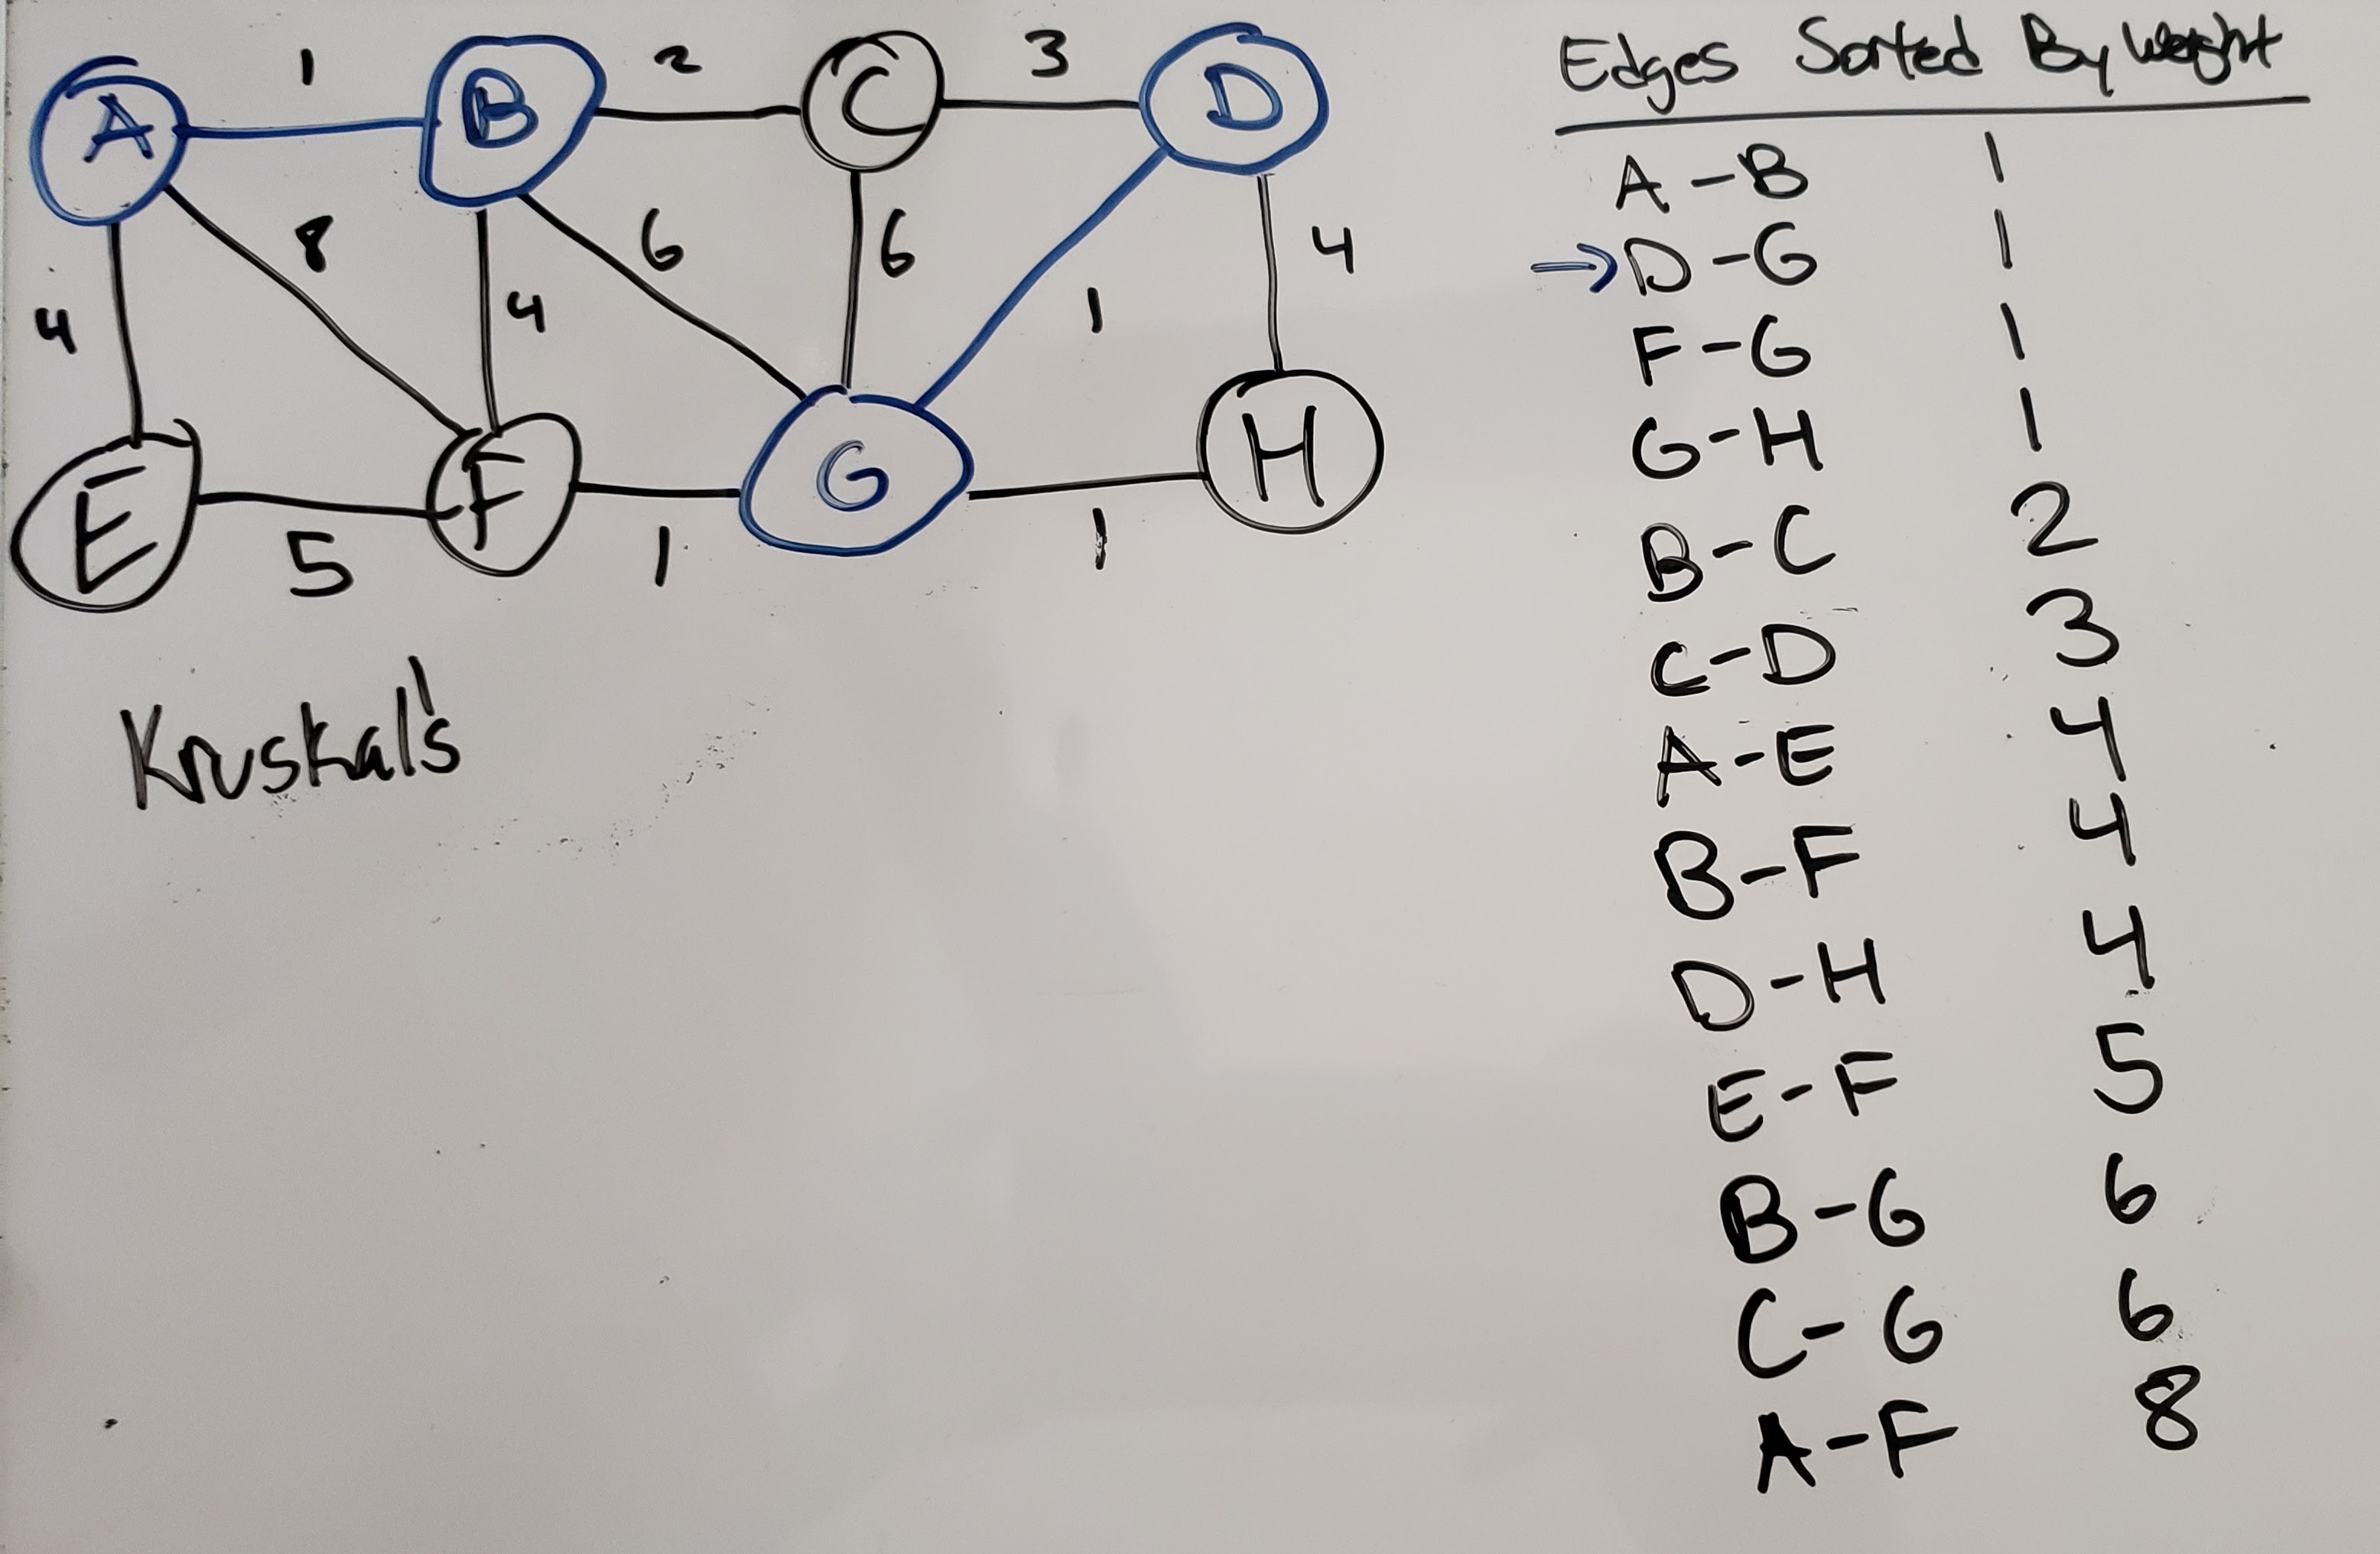 1 2 3
A B C D
8 6 6 4
4 4 1
E F G H
5 1 1
Kruskal's
Edges Sorted By Weight
A-B 1
→D-G 1
F-G 1
G-H 1
B-C 2
C-D 3
A-E 4
B-F 4
D-H 4
E-F 5
B-G 6
C-G 6
A-F 8